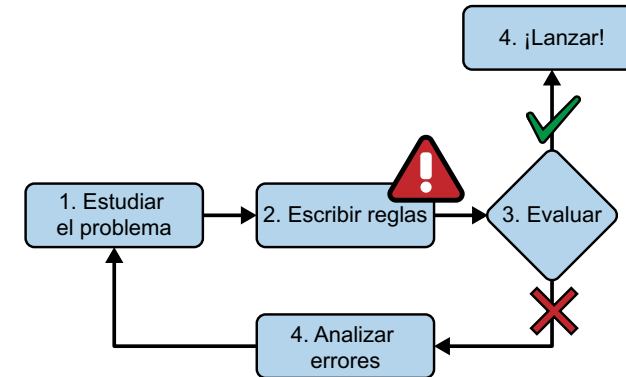 4. ¡Lanzar!
1. Estudiar
el problema
2. Escribir reglas
3. Evaluar
4. Analizar
errores